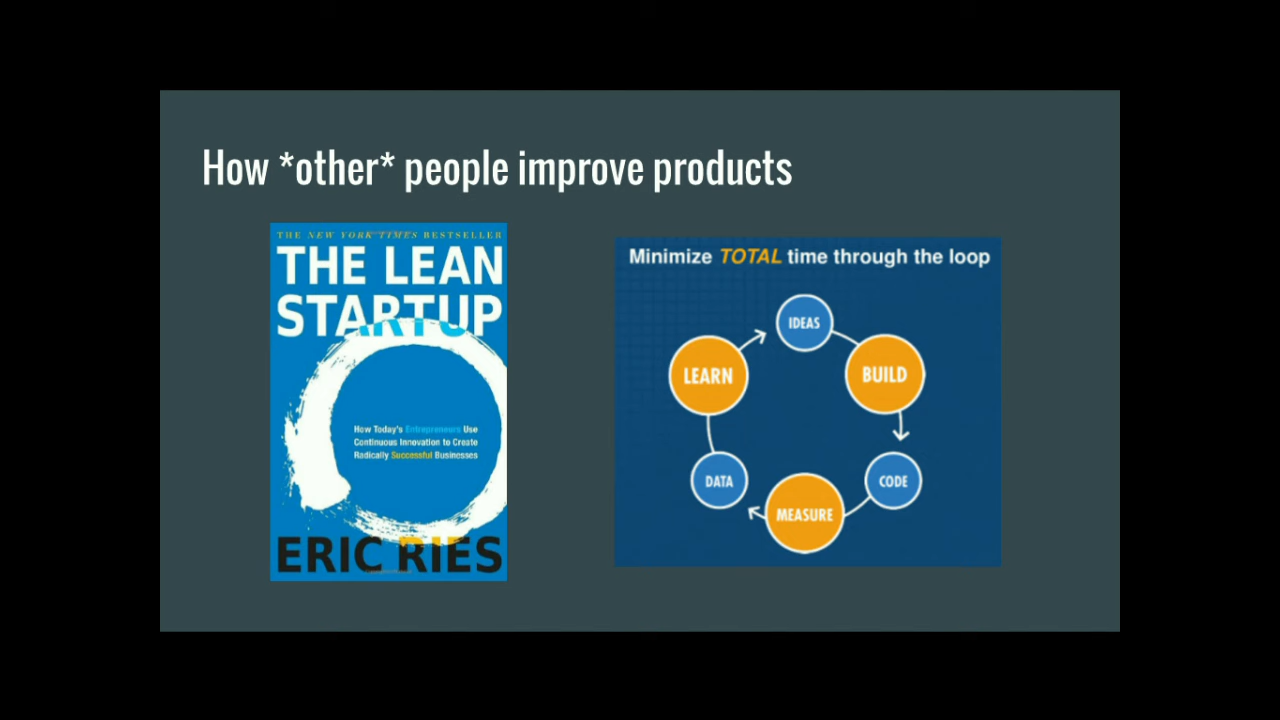 How *other* people improve products
THE NEW YORK TIMES BESTSELLER
THE LEAN
STARTUP
How Today's Entrepreneurs Use
Continuous Innovation to Create
Radically Successful Businesses
ERIC RIES
Minimize TOTAL time through the loop
IDEAS
BUILD
CODE
MEASURE
DATA
LEARN